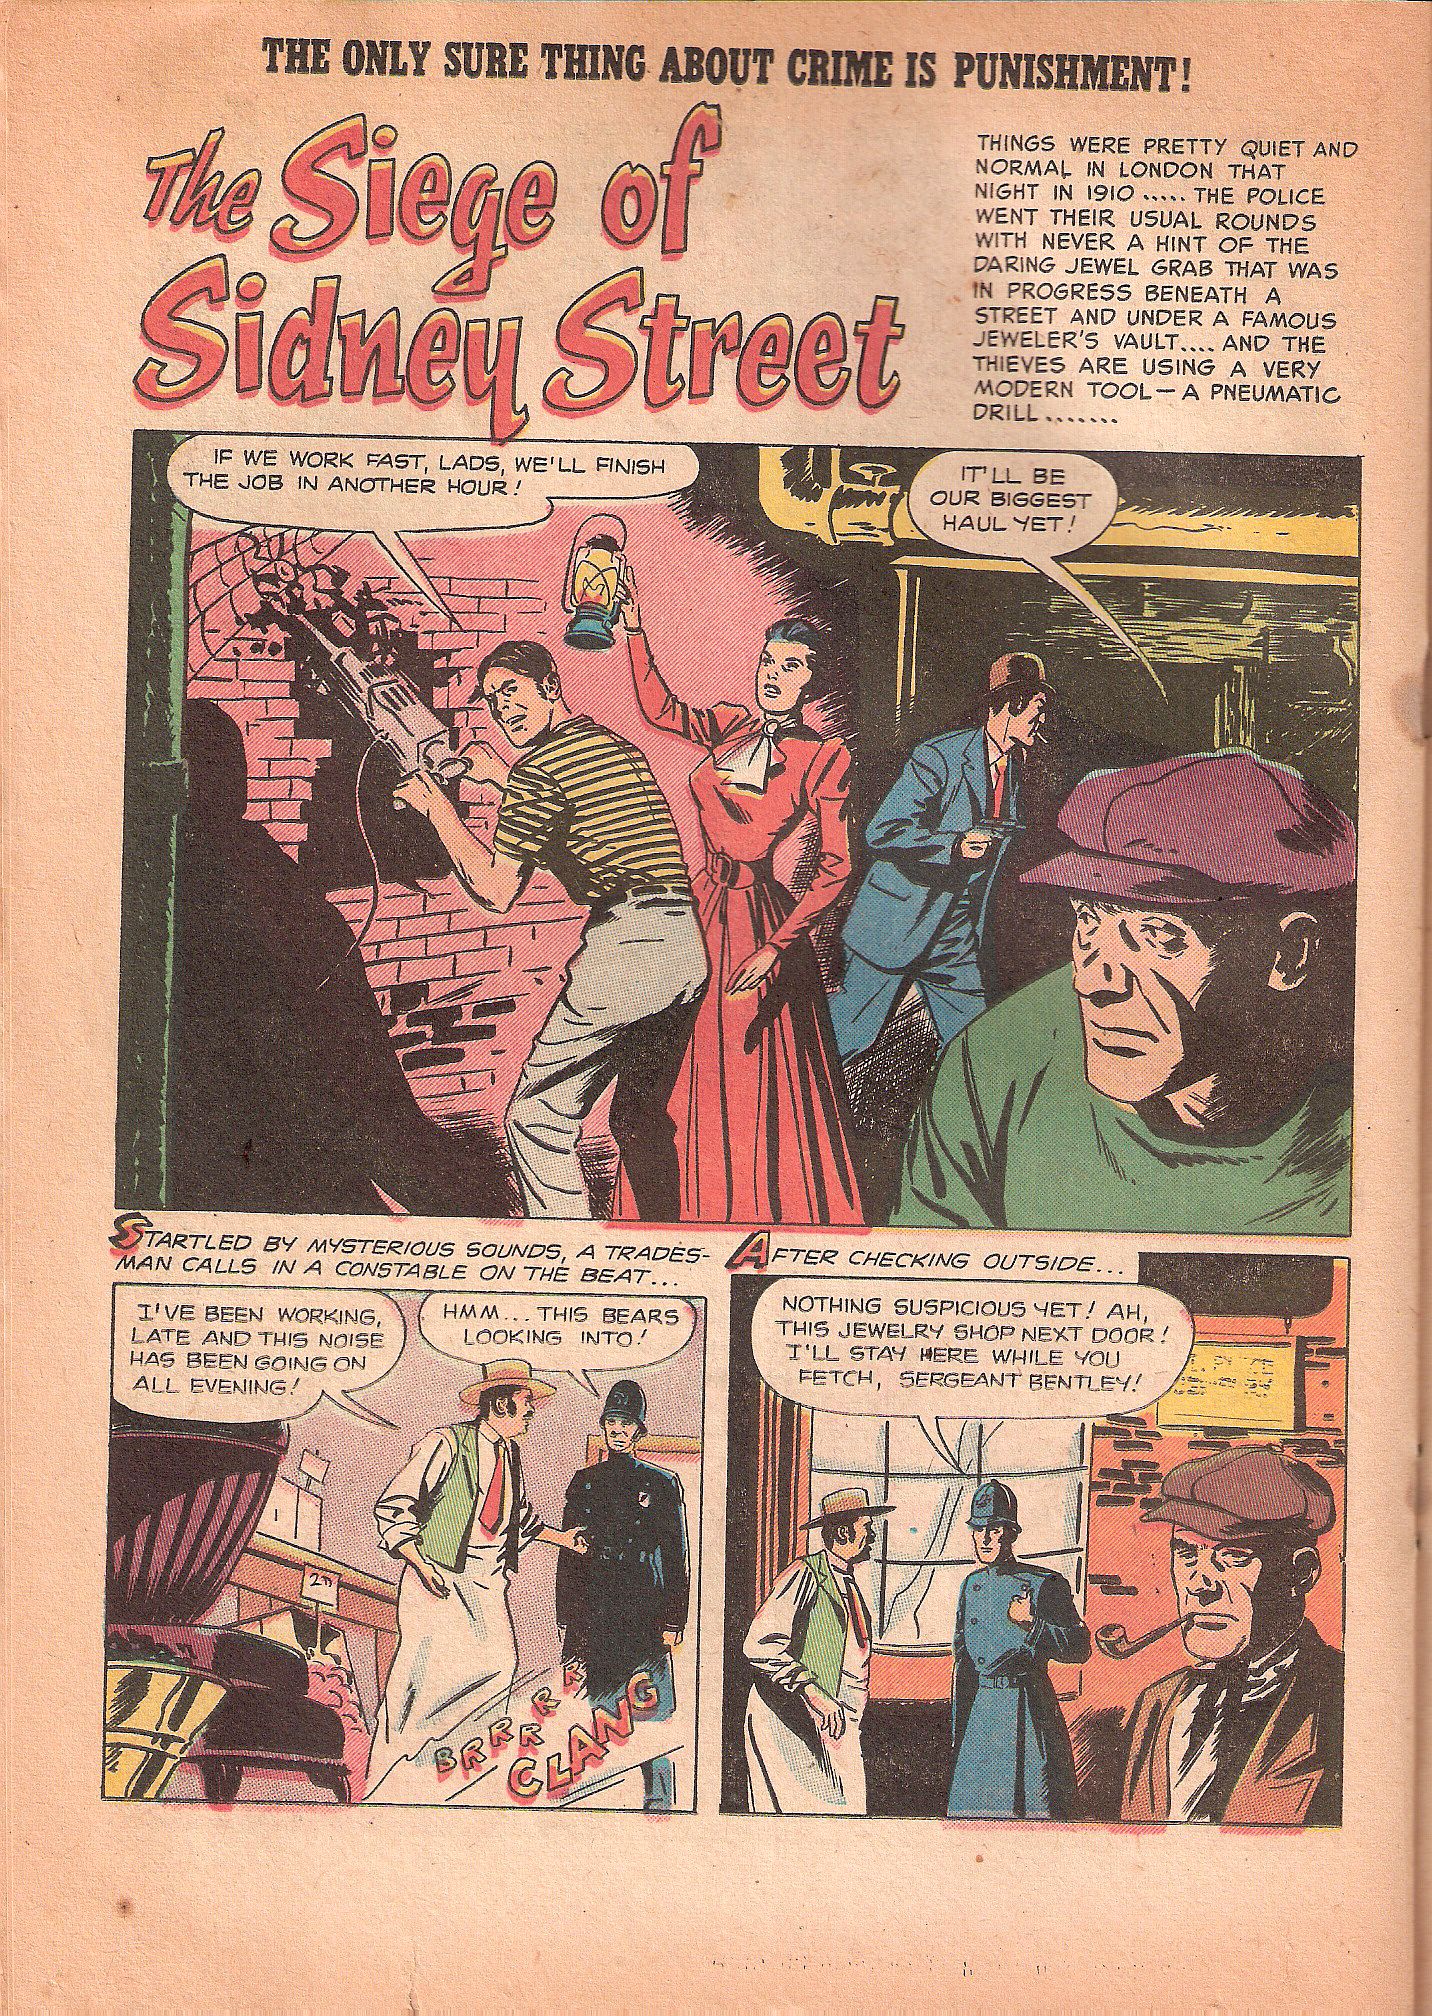 THE ONLY SURE THING ABOUT CRIME IS PUNISHMENT!
The Siege of
Sidney Street
THINGS WERE PRETTY QUIET AND
NORMAL IN LONDON THAT
NIGHT IN 1910 ..... THE POLICE
WENT THEIR USUAL ROUNDS
WITH NEVER A HINT OF THE
DARING JEWEL GRAB THAT WAS
IN PROGRESS BENEATH A
STREET AND UNDER A FAMOUS
JEWELER'S VAULT.... AND THE
THIEVES ARE USING A VERY
MODERN TOOL — A PNEUMATIC
DRILL.......
IF WE WORK FAST, LADS, WE'LL FINISH
THE JOB IN ANOTHER HOUR!
IT'LL BE
OUR BIGGEST
HAUL YET!
STARTLED BY MYSTERIOUS SOUNDS, A TRADES-
MAN CALLS IN A CONSTABLE ON THE BEAT...
I'VE BEEN WORKING,
LATE AND THIS NOISE
HAS BEEN GOING ON
ALL EVENING!
HMM... THIS BEARS
LOOKING INTO!
BRRRRR
CLANG
AFTER CHECKING OUTSIDE...
NOTHING SUSPICIOUS YET! AH,
THIS JEWELRY SHOP NEXT DOOR!
I'LL STAY HERE WHILE YOU
FETCH, SERGEANT BENTLEY!